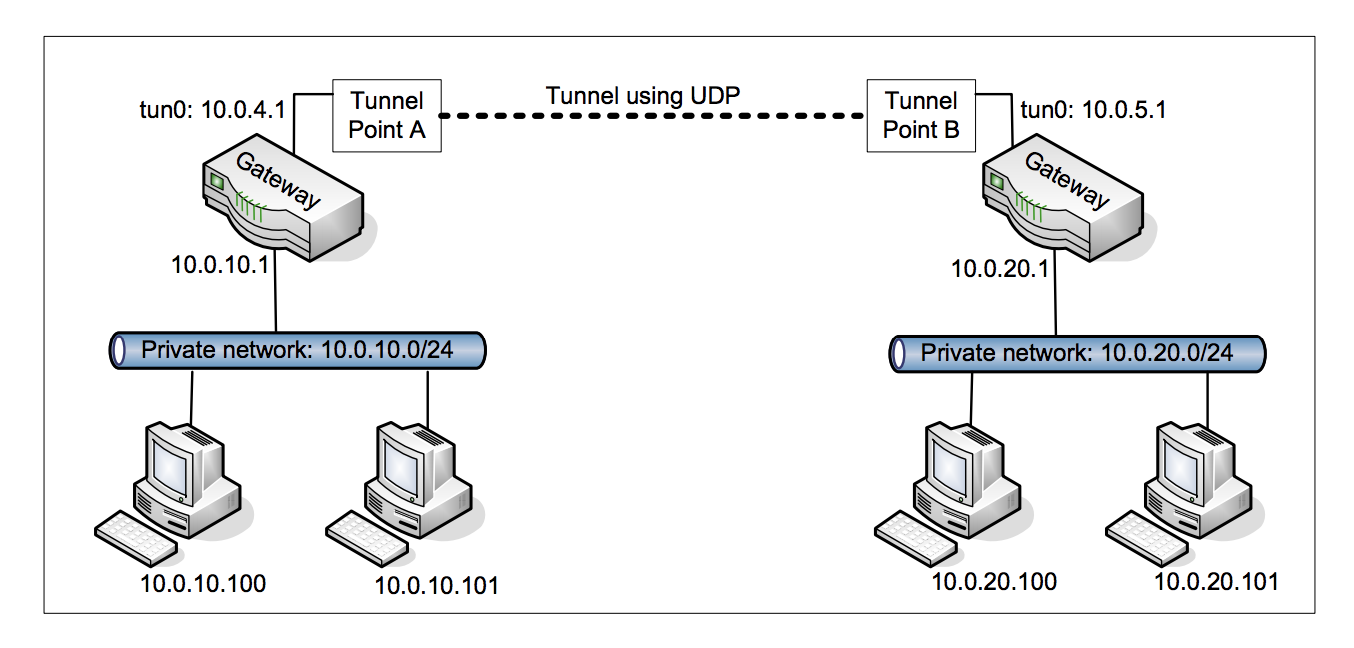 tun0: 10.0.4.1
Tunnel
Point A
Tunnel using UDP
Tunnel
Point B
tun0: 10.0.5.1
Gateway
Gateway
10.0.10.1
10.0.20.1
Private network: 10.0.10.0/24
Private network: 10.0.20.0/24
10.0.10.100
10.0.10.101
10.0.20.100
10.0.20.101